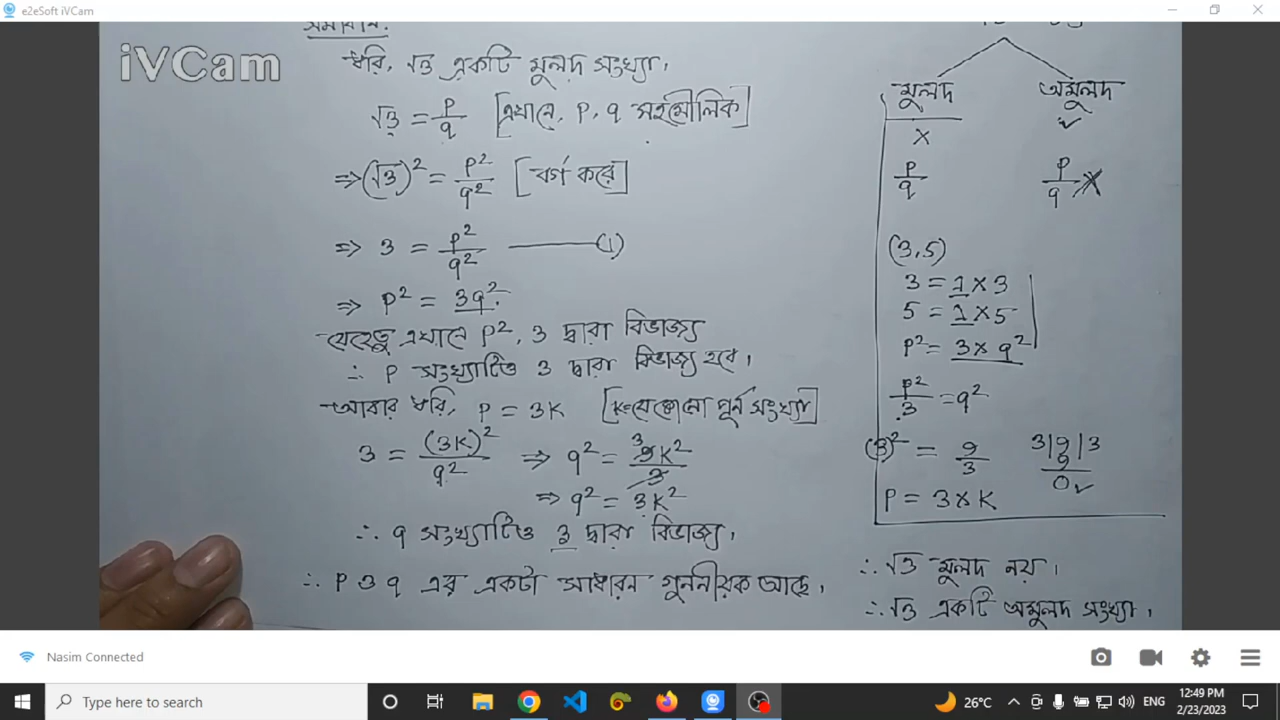 e2eSoft iVCam
সমাধান:
iVCam
ধরি, √3 একটি মূলদ সংখ্যা,
√3 = P/q [এখানে, P, q সহমৌলিক]
⇒ (√3)² = P²/q² [বর্গ করে]
⇒ 3 = P²/q² ——— (1)
⇒ P² = 3q²
যেহেতু এখানে P², 3 দ্বারা বিভাজ্য
∴ P সংখ্যাটিও 3 দ্বারা বিভাজ্য হবে,
আবার ধরি, P = 3K [K=যেকোনো পূর্ন সংখ্যা]
3 = (3K)²/q² ⇒ q² = 9K²/3
3
⇒ q² = 3K²
∴ q সংখ্যাটিও 3 দ্বারা বিভাজ্য,
∴ P ও q এর একটা সাধারন গুননীয়ক আছে,
মূলদ অমূলদ
x ✓
P/q P/q x
(3,5)
3 = 1 x 3
5 = 1 x 5
P² = 3 x q²
P²/3 = q²
(3)² = 9/3 3|9|3
9
0 ✓
P = 3 x K
∴ √3 মূলদ নয়,
∴ √3 একটি অমূলদ সংখ্যা,
Nasim Connected
Type here to search
26°C
ENG
12:49 PM
2/23/2023